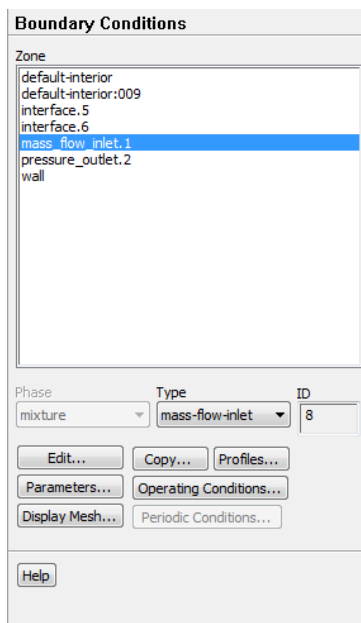 Boundary Conditions
Zone
default-interior
default-interior:009
interface.5
interface.6
mass_flow_inlet.1
pressure_outlet.2
wall
Phase Type ID
mixture mass-flow-inlet 8
Edit... Copy... Profiles...
Parameters... Operating Conditions...
Display Mesh... Periodic Conditions...
Help